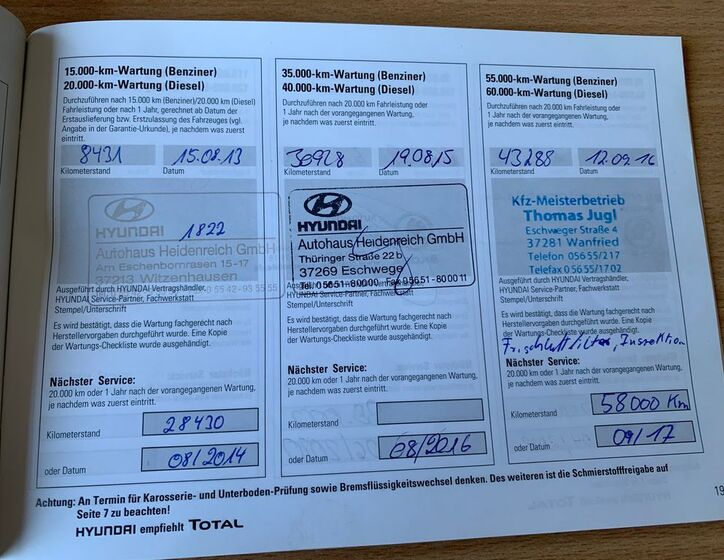 15.000-km-Wartung (Benziner)
20.000-km-Wartung (Diesel)
Durchzuführen nach 15.000 km (Benziner)/20.000 km (Diesel)
Fahrleistung oder nach 1 Jahr, gerechnet ab Datum der
Erstauslieferung bzw. Erstzulassung des Fahrzeuges (vgl.
Angabe in der Garantie-Urkunde), je nachdem was zuerst
eintritt.
8431 15.08.13
Kilometerstand Datum
HYUNDAI 1822
Autohaus Heidenreich GmbH
Am Eschenbornrasen 15-17
37213 Witzenhausen
Ausgeführt durch HYUNDAI Vertragshändler,
HYUNDAI Service-Partner, Fachwerkstatt
Stempel/Unterschrift
Es wird bestätigt, dass die Wartung fachgerecht nach
Herstellervorgaben durchgeführt wurde. Eine Kopie
der Wartungs-Checkliste wurde ausgehändigt.
Nächster Service:
20.000 km oder 1 Jahr nach der vorangegangenen Wartung,
je nachdem was zuerst eintritt.
Kilometerstand 28430
oder Datum 08/2014
35.000-km-Wartung (Benziner)
40.000-km-Wartung (Diesel)
Durchzuführen nach 20.000 km Fahrleistung oder nach
1 Jahr nach der vorangegangenen Wartung,
je nachdem was zuerst eintritt.
36928 19.08.15
Kilometerstand Datum
HYUNDAI
Autohaus Heidenreich GmbH
Thüringer Straße 22b
37269 Eschwege
Tel. 05651-80000 Fax 05651-800011
Ausgeführt durch HYUNDAI Vertragshändler,
HYUNDAI Service-Partner, Fachwerkstatt
Stempel/Unterschrift
Es wird bestätigt, dass die Wartung fachgerecht nach
Herstellervorgaben durchgeführt wurde. Eine Kopie
der Wartungs-Checkliste wurde ausgehändigt.
Nächster Service:
20.000 km oder 1 Jahr nach der vorangegangenen Wartung,
je nachdem was zuerst eintritt.
Kilometerstand
oder Datum 08/2016
55.000-km-Wartung (Benziner)
60.000-km-Wartung (Diesel)
Durchzuführen nach 20.000 km Fahrleistung oder nach
1 Jahr nach der vorangegangenen Wartung,
je nachdem was zuerst eintritt.
43288 12.09.16
Kilometerstand Datum
Kfz-Meisterbetrieb
Thomas Jugl
Eschweger Straße 4
37281 Wanfried
Telefon 05655/217
Telefax 05655/1702
Ausgeführt durch HYUNDAI Vertragshändler,
HYUNDAI Service-Partner, Fachwerkstatt
Stempel/Unterschrift
Es wird bestätigt, dass die Wartung fachgerecht nach
Herstellervorgaben durchgeführt wurde. Eine Kopie
der Wartungs-Checkliste wurde ausgehändigt.
Frischluftfilter, Inspektion
Nächster Service:
20.000 km oder 1 Jahr nach der vorangegangenen Wartung,
je nachdem was zuerst eintritt.
Kilometerstand 58000 Km
oder Datum 09/17
Achtung: An Termin für Karosserie- und Unterboden-Prüfung sowie Bremsflüssigkeitswechsel denken. Des weiteren ist die Schmierstofffreigabe auf
Seite 7 zu beachten!
HYUNDAI empfiehlt TOTAL
19